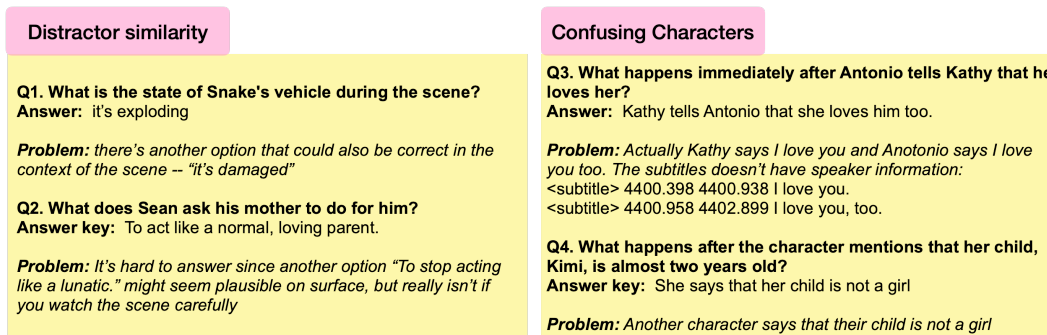 Distractor similarity
Q1. What is the state of Snake's vehicle during the scene?
Answer: it's exploding
Problem: there's another option that could also be correct in the
context of the scene -- “it's damaged”
Q2. What does Sean ask his mother to do for him?
Answer key: To act like a normal, loving parent.
Problem: It's hard to answer since another option “To stop acting
like a lunatic.” might seem plausible on surface, but really isn't if
you watch the scene carefully
Confusing Characters
Q3. What happens immediately after Antonio tells Kathy that he
loves her?
Answer: Kathy tells Antonio that she loves him too.
Problem: Actually Kathy says I love you and Anotonio says I love
you too. The subtitles doesn't have speaker information:
<subtitle> 4400.398 4400.938 I love you.
<subtitle> 4400.958 4402.899 I love you, too.
Q4. What happens after the character mentions that her child,
Kimi, is almost two years old?
Answer key: She says that her child is not a girl
Problem: Another character says that their child is not a girl